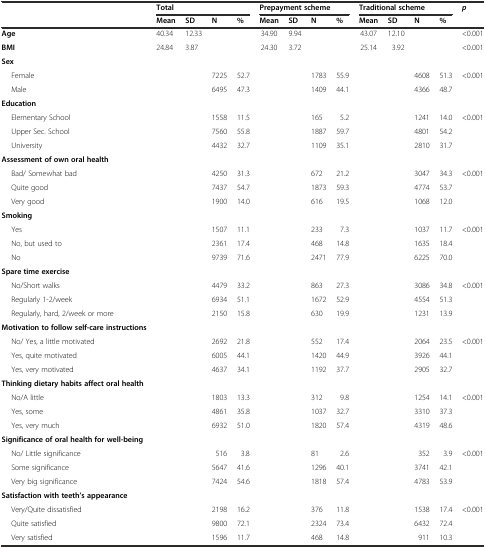 Total Prepayment scheme Traditional scheme p
Mean SD N % Mean SD N % Mean SD N %
Age 40.34 12.33 34.90 9.94 43.07 12.10 <0.001
BMI 24.84 3.87 24.30 3.72 25.14 3.92 <0.001
Sex
Female 7225 52.7 1783 55.9 4608 51.3 <0.001
Male 6495 47.3 1409 44.1 4366 48.7
Education
Elementary School 1558 11.5 165 5.2 1241 14.0 <0.001
Upper Sec. School 7560 55.8 1887 59.7 4801 54.2
University 4432 32.7 1109 35.1 2810 31.7
Assessment of own oral health
Bad/ Somewhat bad 4250 31.3 672 21.2 3047 34.3 <0.001
Quite good 7437 54.7 1873 59.3 4774 53.7
Very good 1900 14.0 616 19.5 1068 12.0
Smoking
Yes 1507 11.1 233 7.3 1037 11.7 <0.001
No, but used to 2361 17.4 468 14.8 1635 18.4
No 9739 71.6 2471 77.9 6225 70.0
Spare time exercise
No/Short walks 4479 33.2 863 27.3 3086 34.8 <0.001
Regularly 1-2/week 6934 51.1 1672 52.9 4554 51.3
Regularly, hard, 2/week or more 2150 15.8 630 19.9 1231 13.9
Motivation to follow self-care instructions
No/ Yes, a little motivated 2692 21.8 552 17.4 2064 23.5 <0.001
Yes, quite motivated 6005 44.1 1420 44.9 3926 44.1
Yes, very motivated 4637 34.1 1192 37.7 2905 32.7
Thinking dietary habits affect oral health
No/A little 1803 13.3 312 9.8 1254 14.1 <0.001
Yes, some 4861 35.8 1037 32.7 3310 37.3
Yes, very much 6932 51.0 1820 57.4 4319 48.6
Significance of oral health for well-being
No/ Little significance 516 3.8 81 2.6 352 3.9 <0.001
Some significance 5647 41.6 1296 40.1 3741 42.1
Very big significance 7424 54.6 1818 57.4 4783 53.9
Satisfaction with teeth's appearance
Very/Quite dissatisfied 2198 16.2 376 11.8 1538 17.4 <0.001
Quite satisfied 9800 72.1 2324 73.4 6432 72.4
Very satisfied 1596 11.7 468 14.8 911 10.3